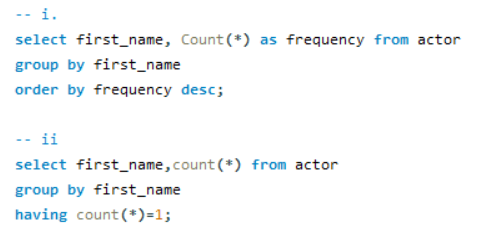 -- i.
select first_name, Count(*) as frequency from actor
group by first_name
order by frequency desc;
-- ii
select first_name,count(*) from actor
group by first_name
having count(*)=1;